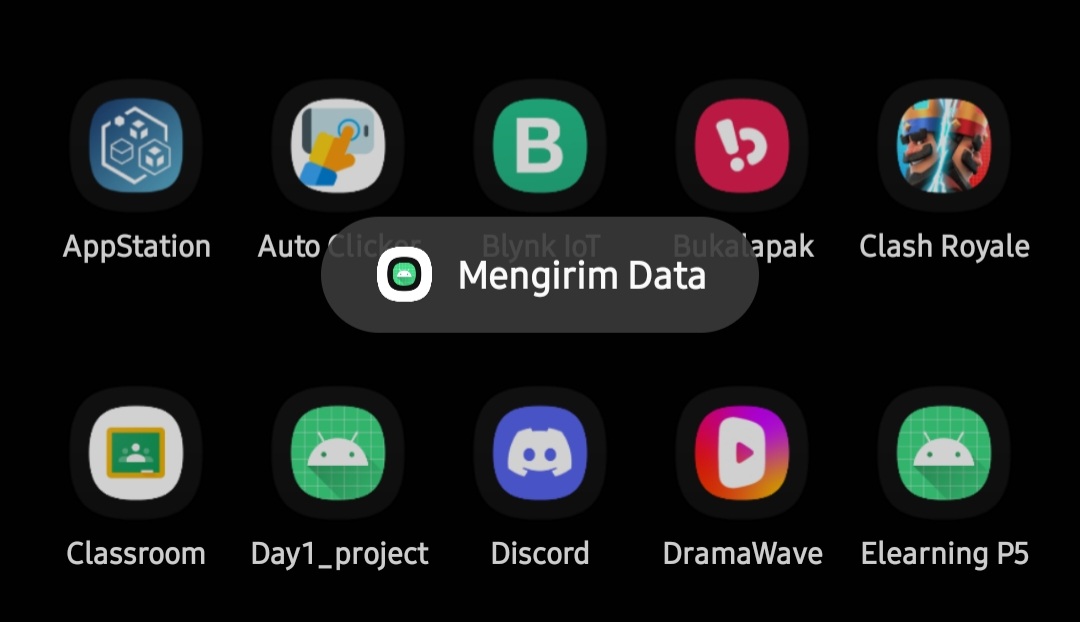 AppStation
Auto Clicker
Blynk IoT
Bukalapak
Clash Royale
Mengirim Data
Classroom
Day1_project
Discord
DramaWave
Elearning P5